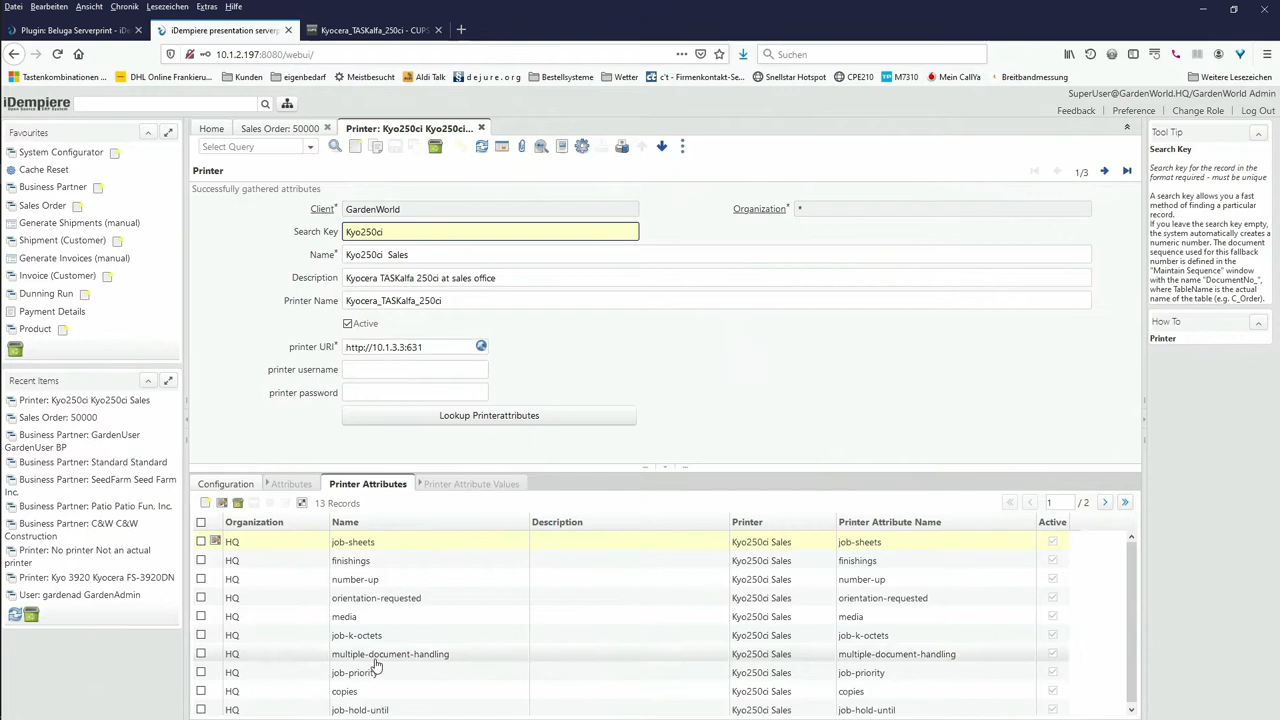 Datei Bearbeiten Ansicht Chronik Lesezeichen Extras Hilfe
Plugin: Beluga Serverprint - iDe
iDempiere presentation serverp
Kyocera_TASKalfa_250ci - CUPS
10.1.2.197:8080/webui/
Suchen
Tastenkombinationen ... DHL Online Frankieru... Kunden eigenbedarf Meistbesucht Aldi Talk d e j u r e . o r g Bestellsysteme Wetter c't - Firmenkontakt-Se... Snellstar Hotspot CPE210 M7310 Mein CallYa Breitbandmessung Weitere Lesezeichen
iDempiere
SuperUser@GardenWorld.HQ/GardenWorld Admin
Feedback Preference Change Role Log Out
Favourites
System Configurator
Cache Reset
Business Partner
Sales Order
Generate Shipments (manual)
Shipment (Customer)
Generate Invoices (manual)
Invoice (Customer)
Dunning Run
Payment Details
Product
Recent Items
Printer: Kyo250ci Kyo250ci Sales
Sales Order: 50000
Business Partner: GardenUser
GardenUser BP
Business Partner: Standard Standard
Business Partner: SeedFarm Seed Farm
Inc.
Business Partner: Patio Patio Fun, Inc.
Business Partner: C&W C&W
Construction
Printer: No printer Not an actual
printer
Printer: Kyo 3920 Kyocera FS-3920DN
User: gardenad GardenAdmin
Home Sales Order: 50000 Printer: Kyo250ci Kyo250ci...
Select Query
Printer
1/3
Successfully gathered attributes
Client* GardenWorld Organization* *
Search Key Kyo250ci
Name* Kyo250ci Sales
Description Kyocera TASKalfa 250ci at sales office
Printer Name Kyocera_TASKalfa_250ci
Active
printer URI* http://10.1.3.3:631
printer username
printer password
Lookup Printerattributes
Configuration Attributes Printer Attributes Printer Attribute Values
13 Records 1 / 2
Organization Name Description Printer Printer Attribute Name Active
HQ job-sheets Kyo250ci Sales job-sheets
HQ finishings Kyo250ci Sales finishings
HQ number-up Kyo250ci Sales number-up
HQ orientation-requested Kyo250ci Sales orientation-requested
HQ media Kyo250ci Sales media
HQ job-k-octets Kyo250ci Sales job-k-octets
HQ multiple-document-handling Kyo250ci Sales multiple-document-handling
HQ job-priority Kyo250ci Sales job-priority
HQ copies Kyo250ci Sales copies
HQ job-hold-until Kyo250ci Sales job-hold-until
Tool Tip
Search Key
Search key for the record in the
format required - must be unique
A search key allows you a fast
method of finding a particular
record.
If you leave the search key empty,
the system automatically creates a
numeric number. The document
sequence used for this fallback
number is defined in the
"Maintain Sequence" window
with the name "DocumentNo_",
where TableName is the actual
name of the table (e.g. C_Order).
How To
Printer